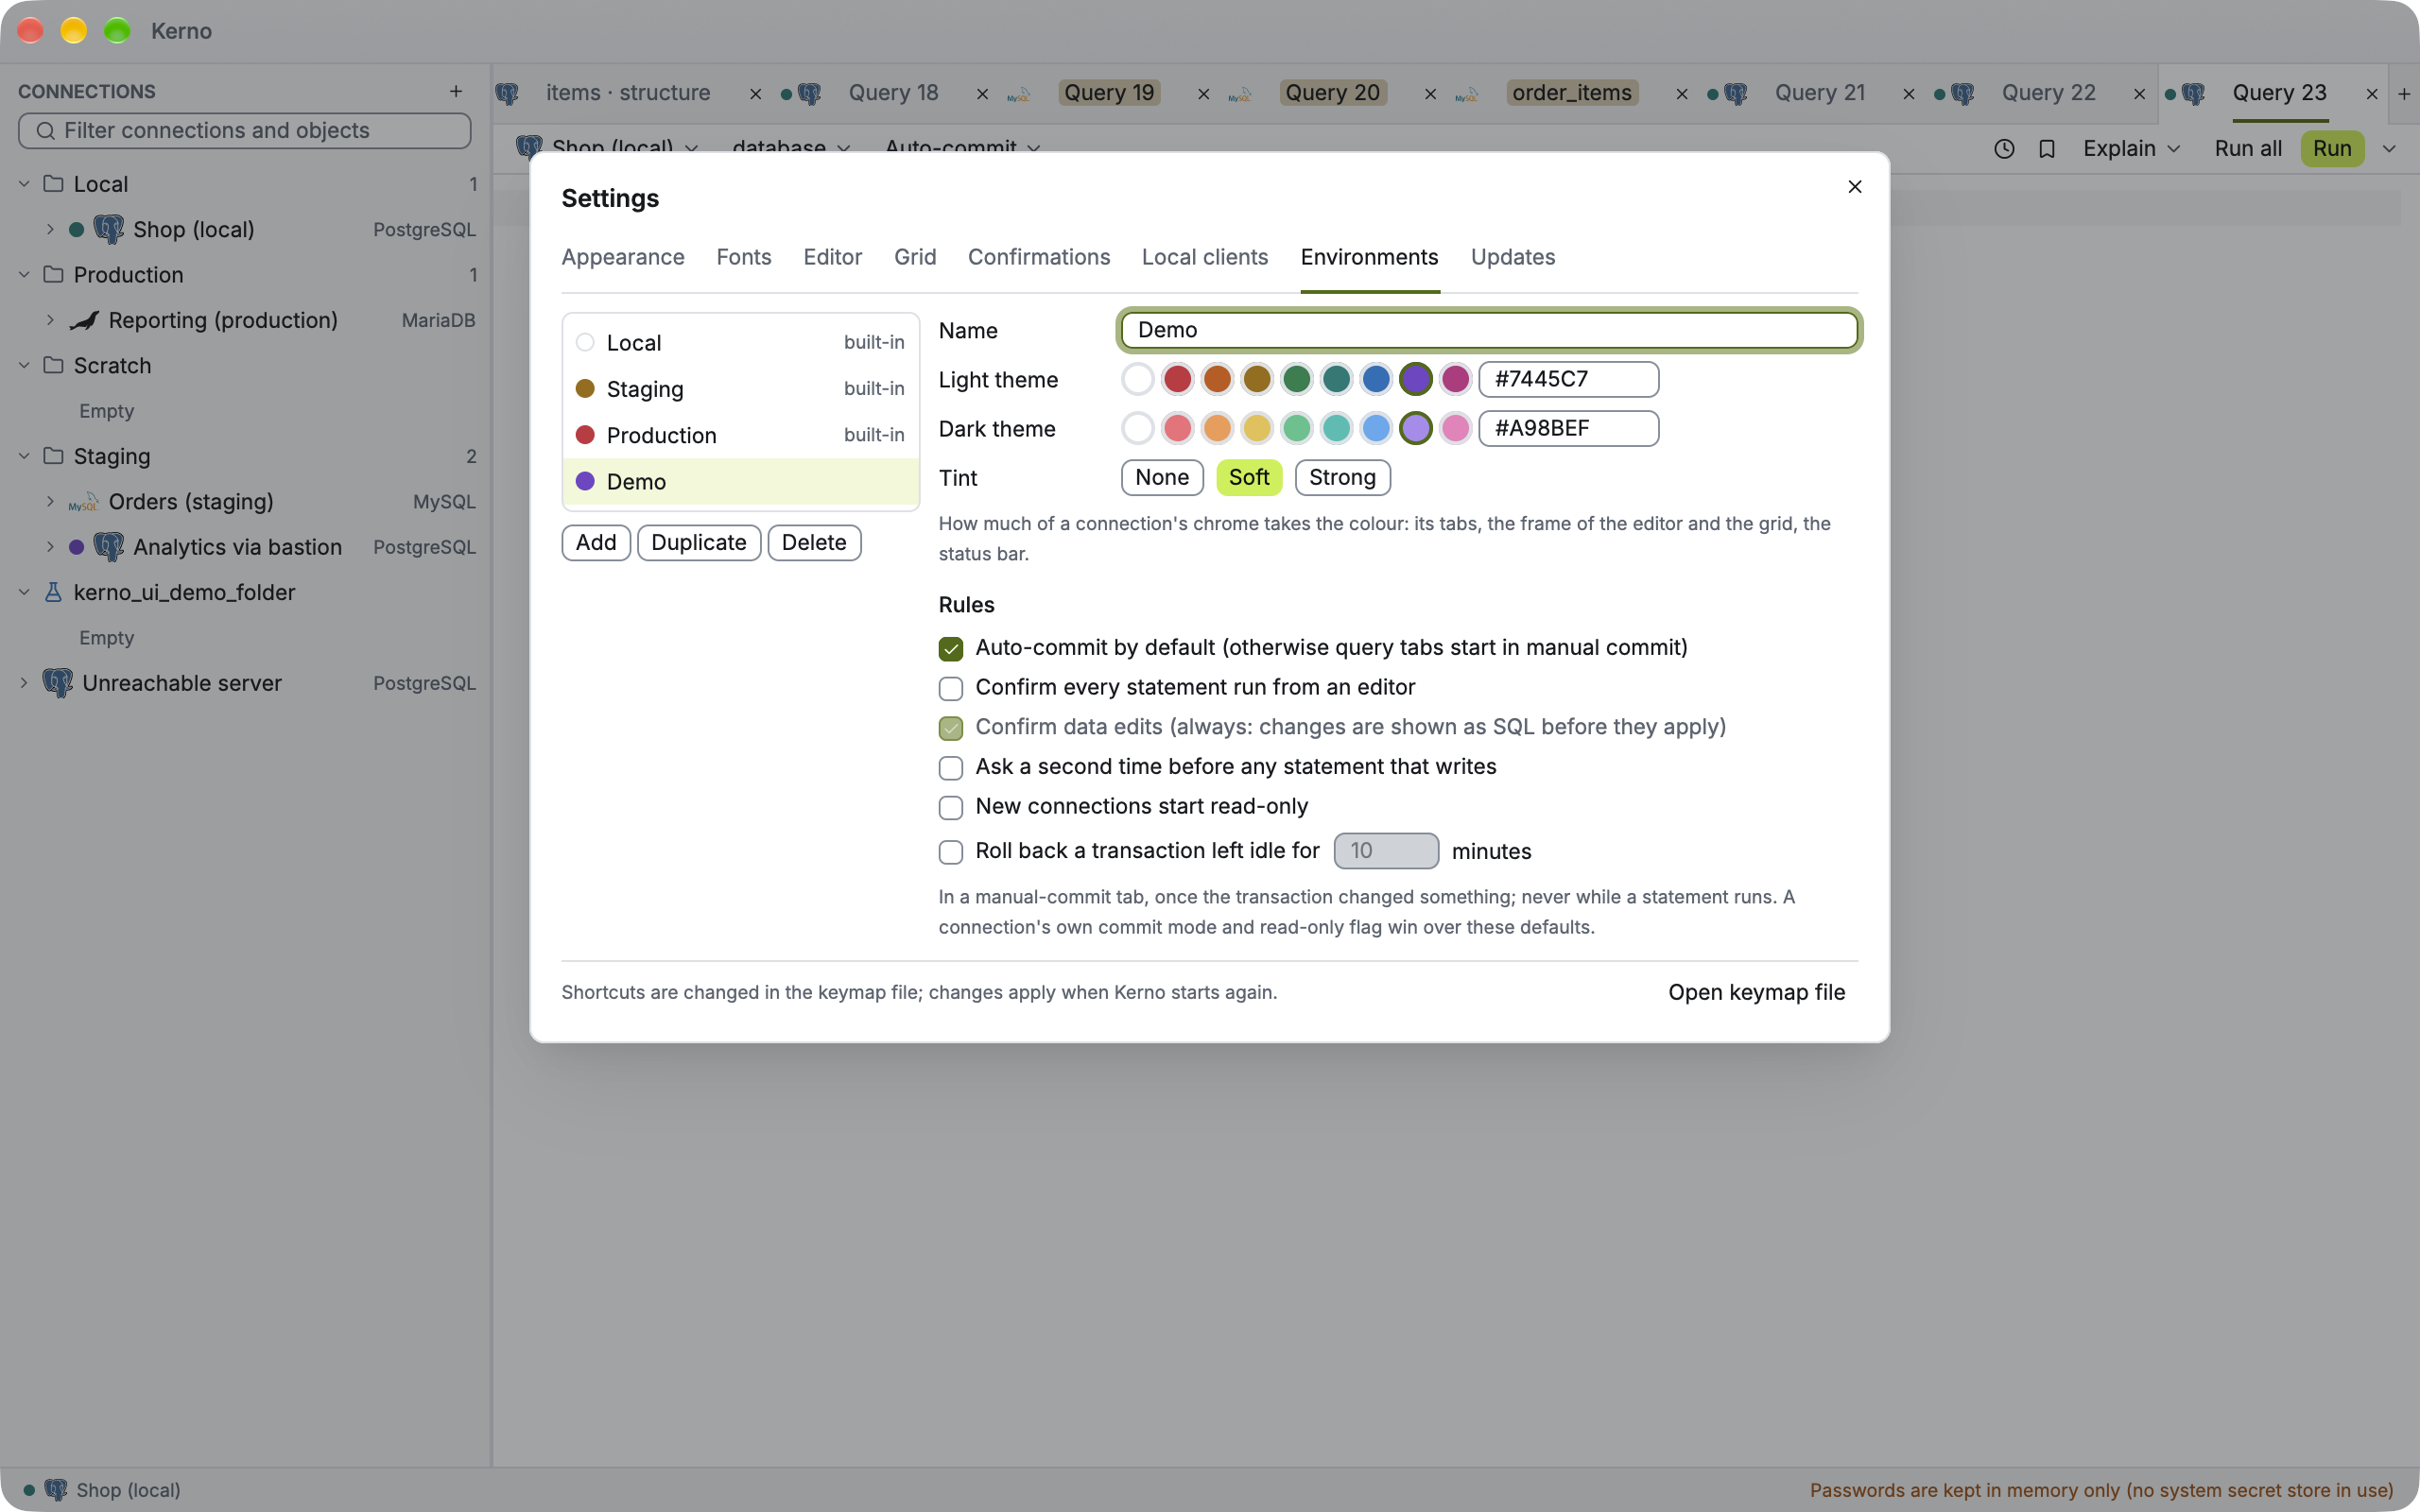 Kerno
CONNECTIONS
Filter connections and objects
Local 1
Shop (local) PostgreSQL
Production 1
Reporting (production) MariaDB
Scratch
Empty
Staging 2
MySQL Orders (staging) MySQL
Analytics via bastion PostgreSQL
kerno_ui_demo_folder
Empty
Unreachable server PostgreSQL
items · structure Query 18 MySQL Query 19 MySQL Query 20 MySQL order_items Query 21 Query 22 Query 23
Shop (local) database Auto-commit Explain Run all Run
Settings
Appearance Fonts Editor Grid Confirmations Local clients Environments Updates
Local built-in
Staging built-in
Production built-in
Demo
Add Duplicate Delete
Name Demo
Light theme #7445C7
Dark theme #A98BEF
Tint None Soft Strong
How much of a connection's chrome takes the colour: its tabs, the frame of the editor and the grid, the
status bar.
Rules
Auto-commit by default (otherwise query tabs start in manual commit)
Confirm every statement run from an editor
Confirm data edits (always: changes are shown as SQL before they apply)
Ask a second time before any statement that writes
New connections start read-only
Roll back a transaction left idle for 10 minutes
In a manual-commit tab, once the transaction changed something; never while a statement runs. A
connection's own commit mode and read-only flag win over these defaults.
Shortcuts are changed in the keymap file; changes apply when Kerno starts again. Open keymap file
Shop (local) Passwords are kept in memory only (no system secret store in use)